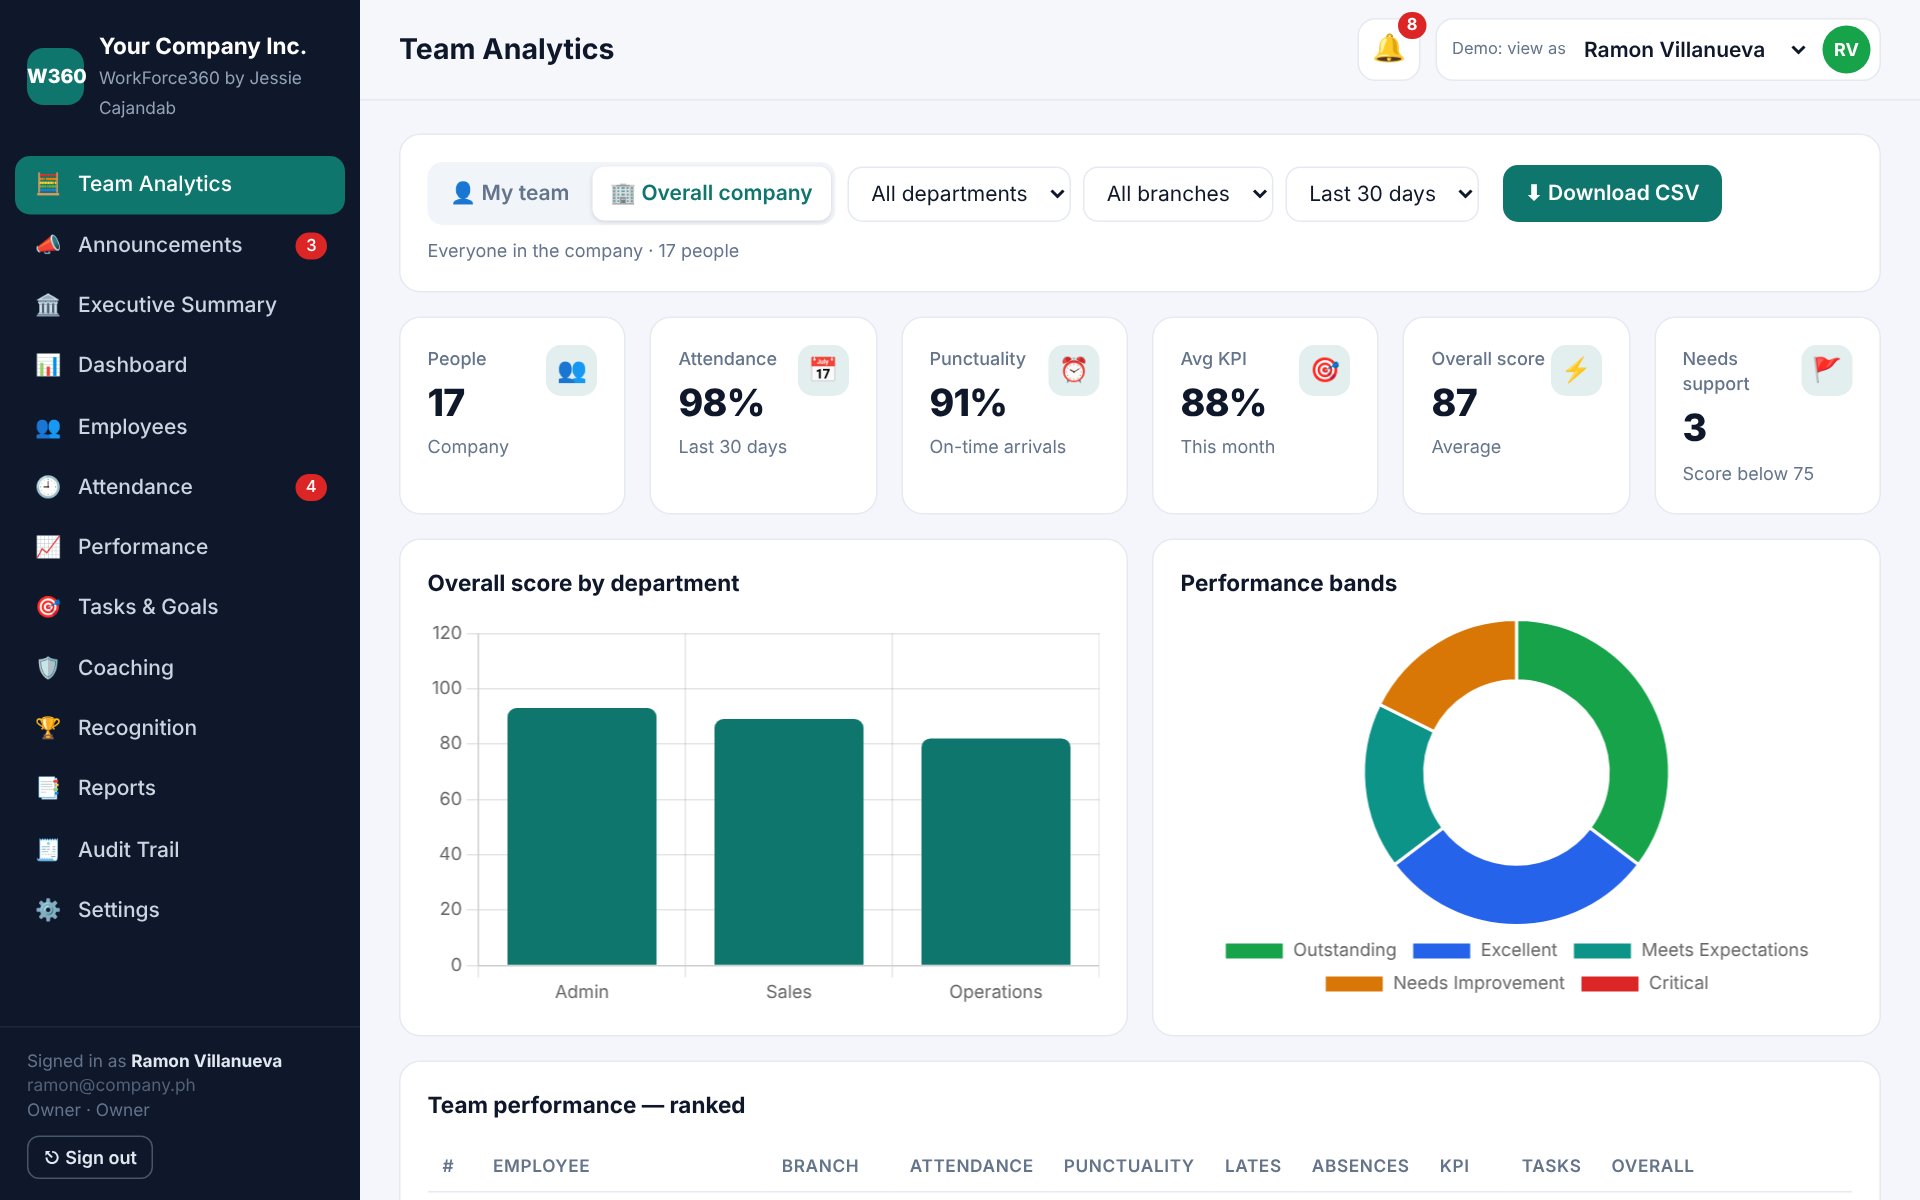 W360
Your Company Inc.
WorkForce360 by Jessie
Cajandab
Team Analytics
Announcements 3
Executive Summary
Dashboard
Employees
Attendance 4
Performance
Tasks & Goals
Coaching
Recognition
Reports
Audit Trail
Settings
Signed in as Ramon Villanueva
ramon@company.ph
Owner · Owner
Sign out
Team Analytics
8
Demo: view as Ramon Villanueva RV
My team Overall company All departments All branches Last 30 days Download CSV
Everyone in the company · 17 people
People
17
Company
Attendance
17
98%
Last 30 days
Punctuality
91%
On-time arrivals
Avg KPI
88%
This month
Overall score
87
Average
Needs
support
3
Score below 75
Overall score by department
120
100
80
60
40
20
0
Admin Sales Operations
Performance bands
Outstanding Excellent Meets Expectations
Needs Improvement Critical
Team performance — ranked
# EMPLOYEE BRANCH ATTENDANCE PUNCTUALITY LATES ABSENCES KPI TASKS OVERALL